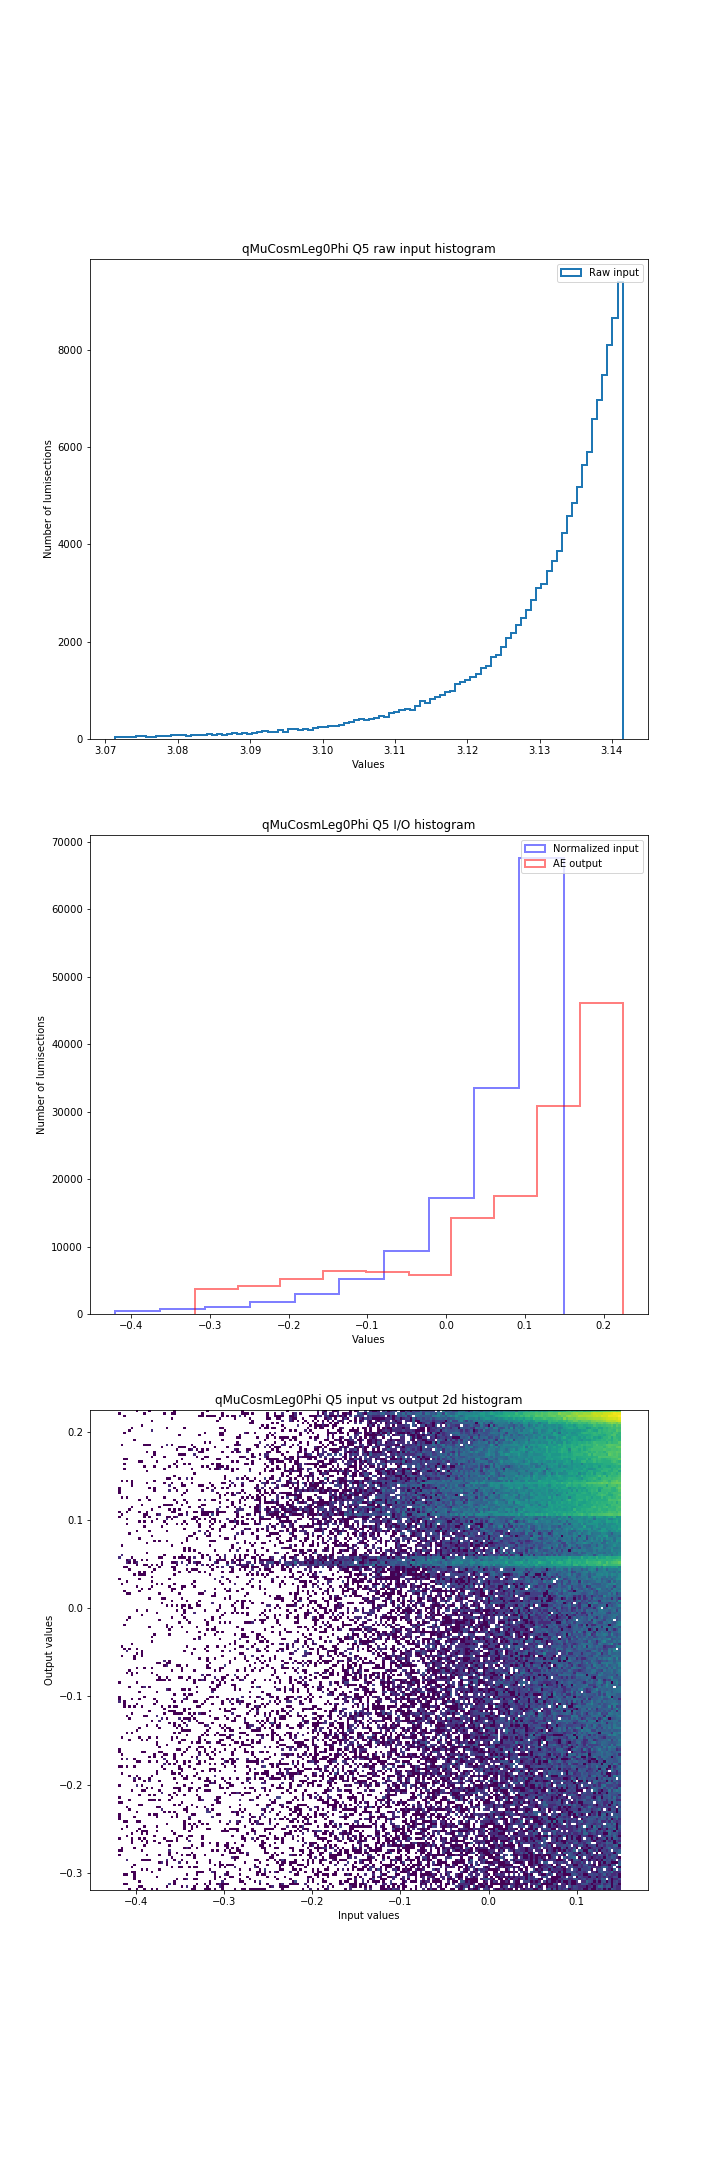 qMuCosmLeg0Phi Q5 raw input histogram
Raw input
8000
6000
4000
2000
0
Number of lumisections
3.07 3.08 3.09 3.10 3.11 3.12 3.13 3.14
Values
qMuCosmLeg0Phi Q5 I/O histogram
Normalized input
AE output
70000
60000
50000
40000
30000
20000
10000
0
Number of lumisections
−0.4 −0.3 −0.2 −0.1 0.0 0.1 0.2
Values
qMuCosmLeg0Phi Q5 input vs output 2d histogram
0.2
0.1
0.0
−0.1
−0.2
−0.3
Output values
−0.4 −0.3 −0.2 −0.1 0.0 0.1
Input values